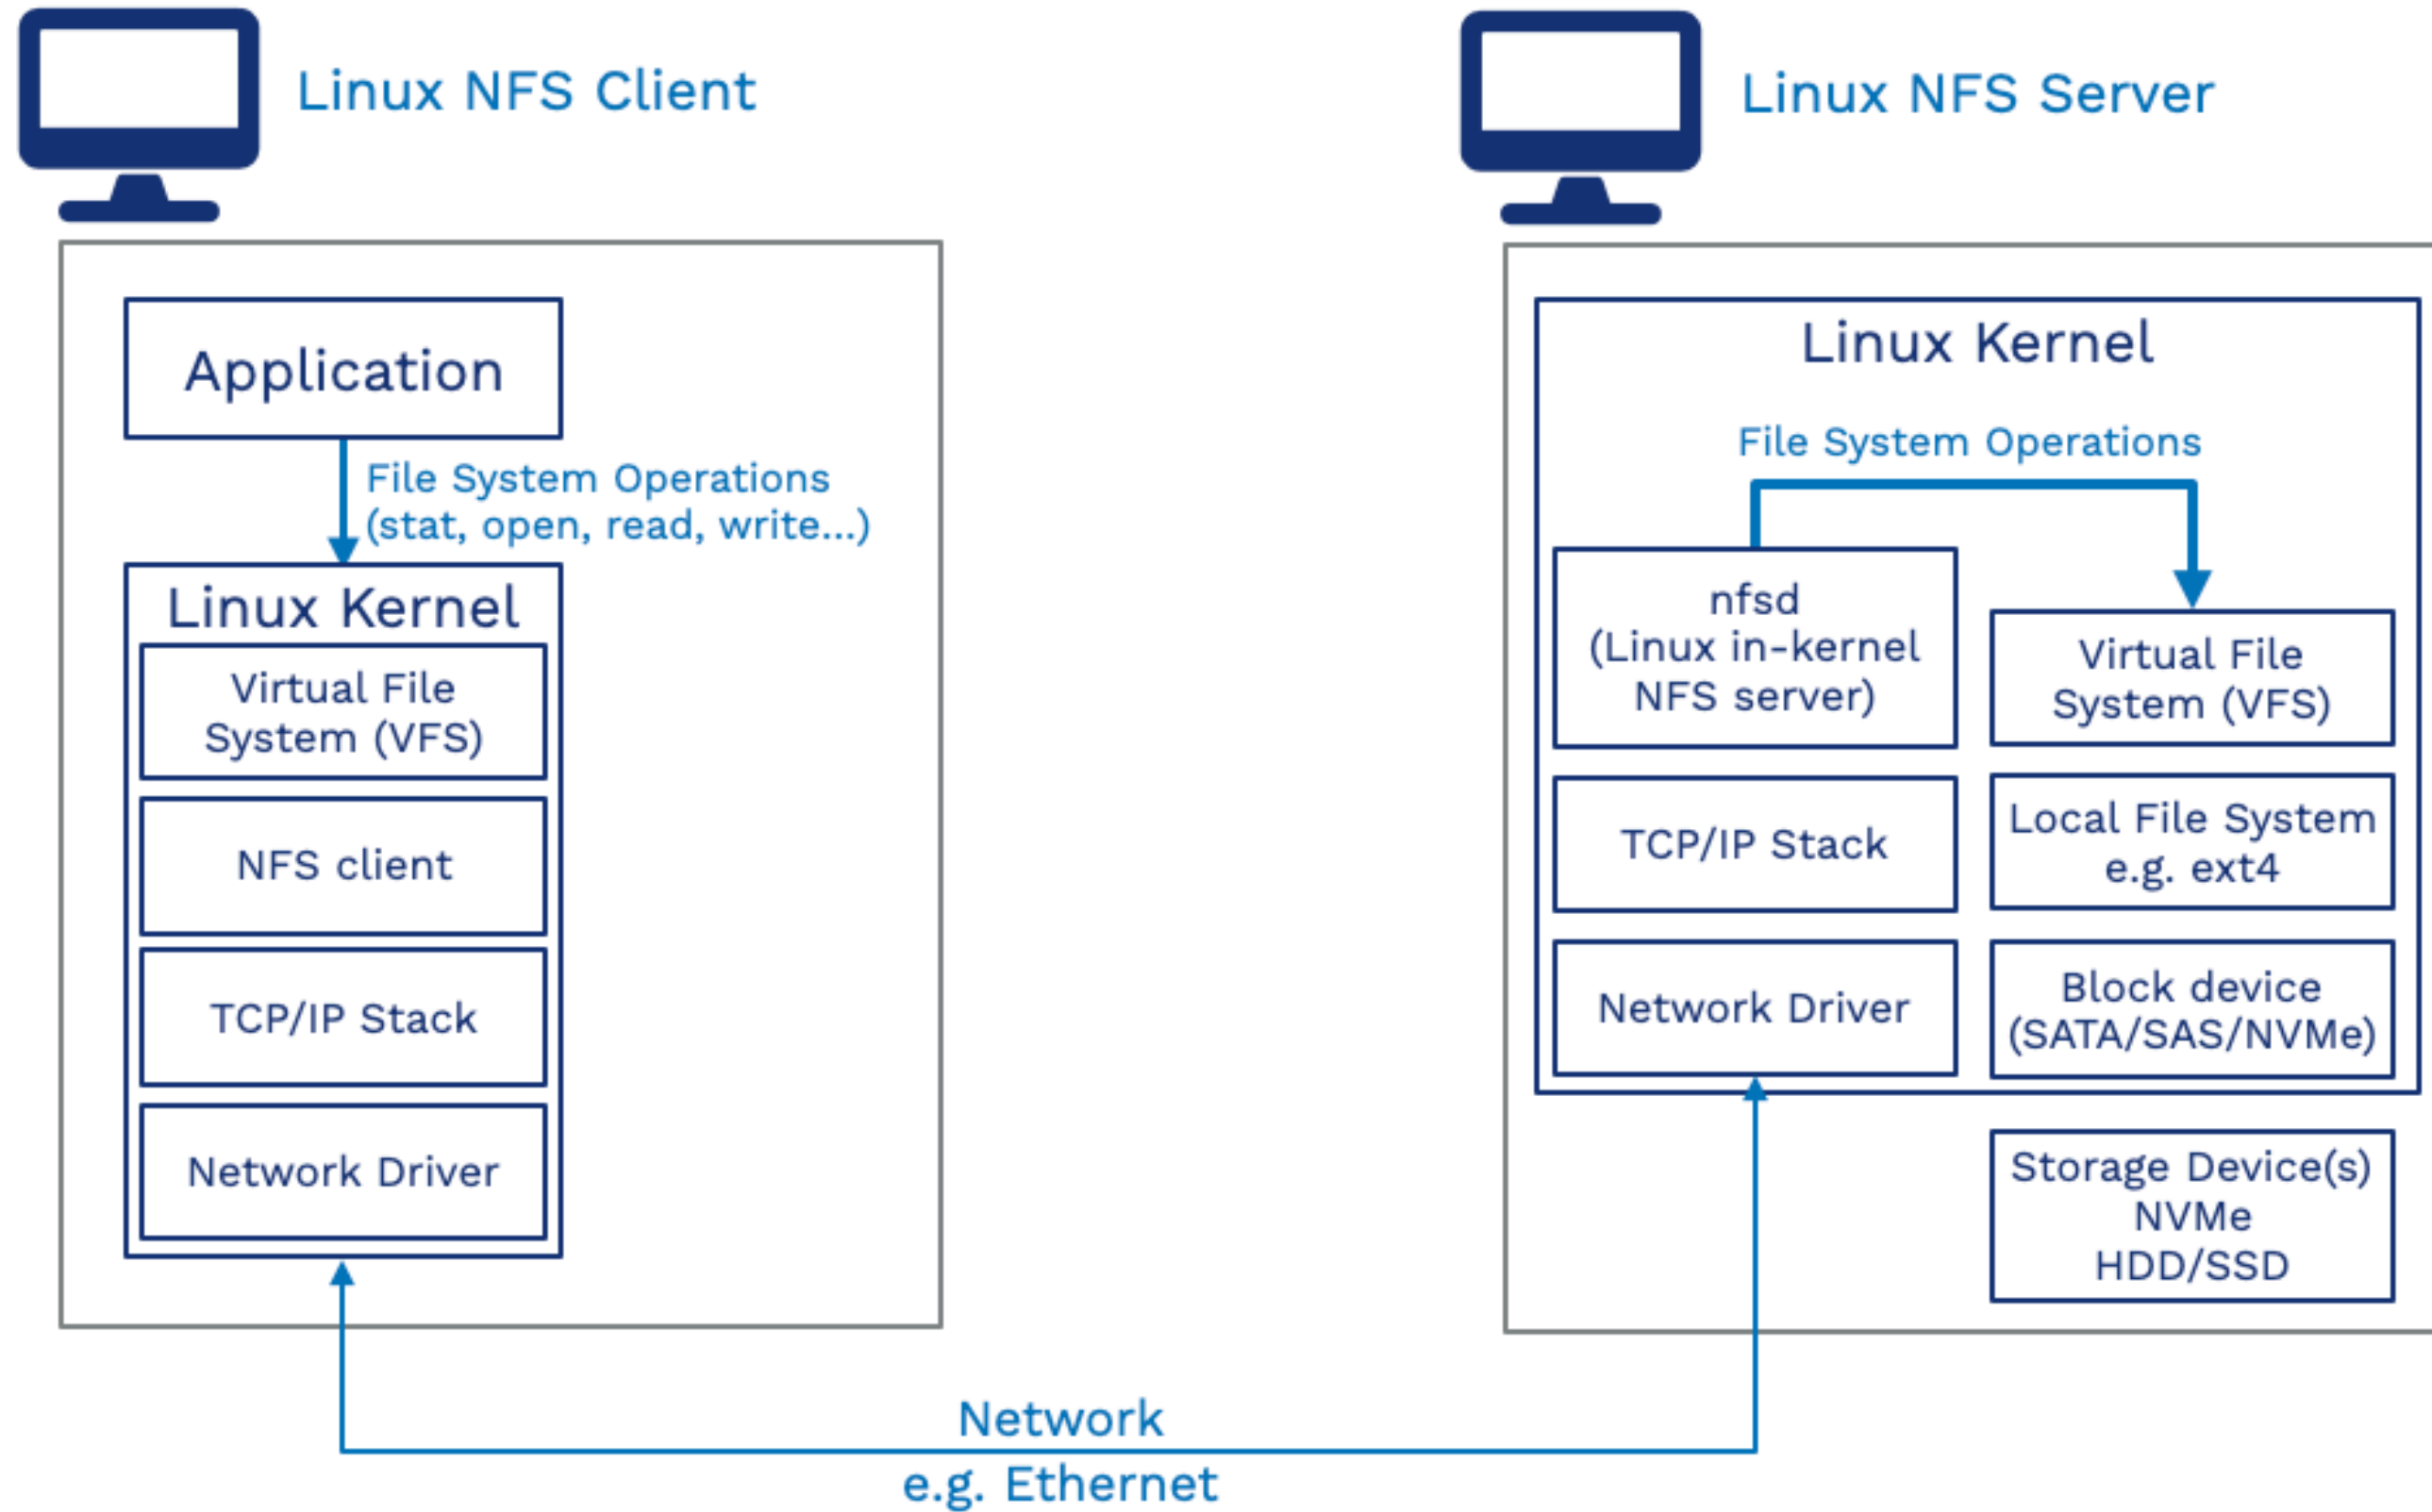 Linux NFS Client
Application
File System Operations
(stat, open, read, write...)
Linux Kernel
Virtual File
System (VFS)
NFS client
TCP/IP Stack
Network Driver
Linux NFS Server
Linux Kernel
File System Operations
nfsd
(Linux in-kernel
NFS server)
TCP/IP Stack
Network Driver
Virtual File
System (VFS)
Local File System
e.g. ext4
Block device
(SATA/SAS/NVMe)
Storage Device(s)
NVMe
HDD/SSD
Network
e.g. Ethernet